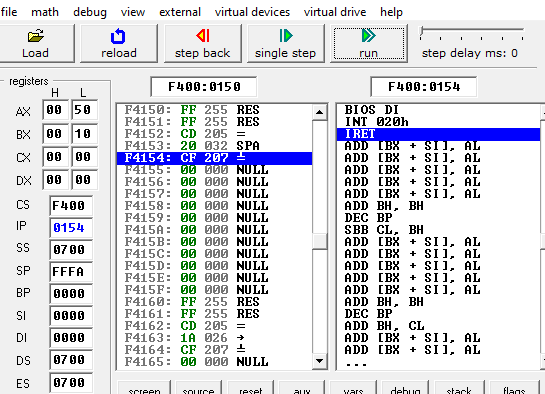 file math debug view external virtual devices virtual drive help
Load reload step back single step run step delay ms: 0
registers
H L
AX 00 50
BX 00 10
CX 00 00
DX 00 00
CS F400
IP 0154
SS 0700
SP FFFA
BP 0000
SI 0000
DI 0000
DS 0700
ES 0700
F400:0150
F4150: FF 255 RES
F4151: FF 255 RES
F4152: CD 205 =
F4153: 20 032 SPA
F4154: CF 207 ╧
F4155: 00 000 NULL
F4156: 00 000 NULL
F4157: 00 000 NULL
F4158: 00 000 NULL
F4159: 00 000 NULL
F415A: 00 000 NULL
F415B: 00 000 NULL
F415C: 00 000 NULL
F415D: 00 000 NULL
F415E: 00 000 NULL
F415F: 00 000 NULL
F4160: FF 255 RES
F4161: FF 255 RES
F4162: CD 205 =
F4163: 1A 026 →
F4164: CF 207 ╧
F4165: 00 000 NULL
F400:0154
BIOS DI
INT 020h
IRET
ADD [BX + SI], AL
ADD [BX + SI], AL
ADD [BX + SI], AL
ADD [BX + SI], AL
ADD [BX + SI], AL
ADD BH, BH
DEC BP
SBB CL, BH
ADD [BX + SI], AL
ADD [BX + SI], AL
ADD [BX + SI], AL
ADD [BX + SI], AL
ADD [BX + SI], AL
ADD BH, BH
DEC BP
ADD BH, CL
ADD [BX + SI], AL
ADD [BX + SI], AL
...
screen source reset aux vars debug stack flags